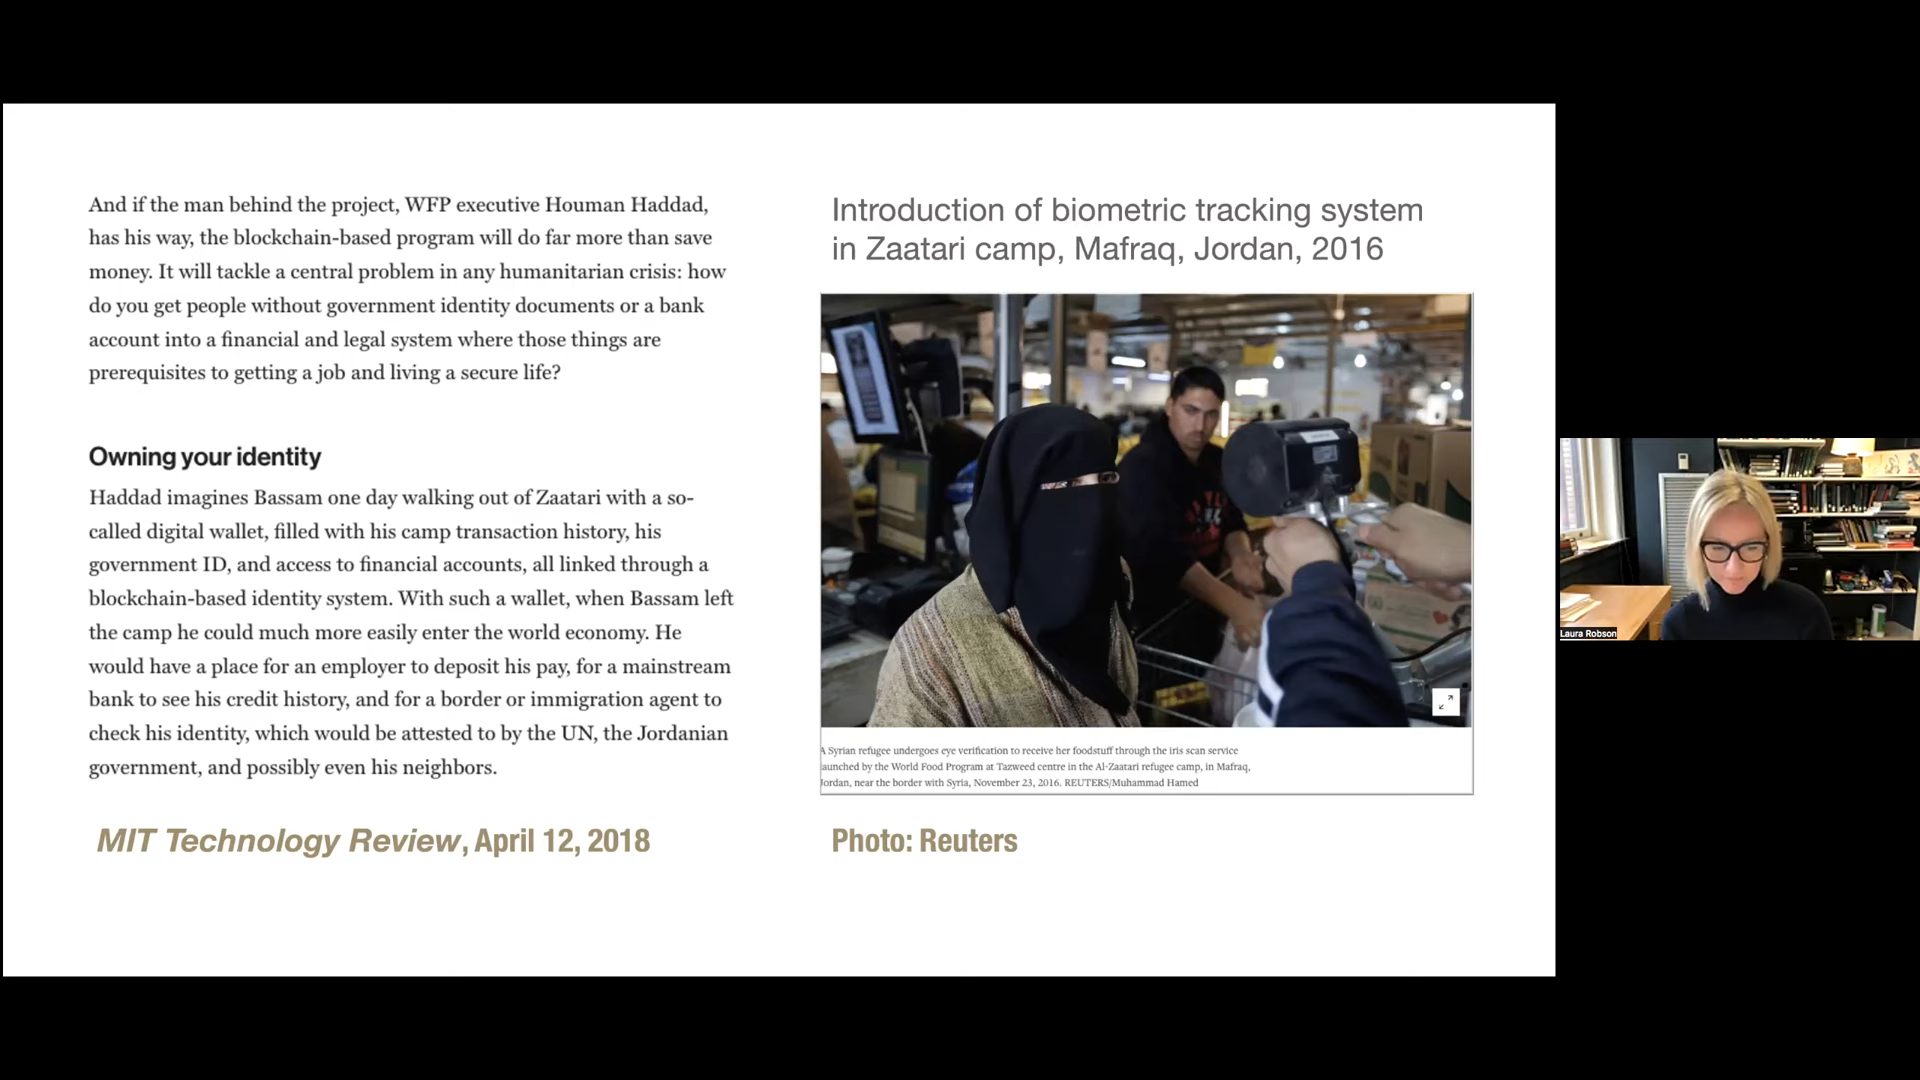 And if the man behind the project, WFP executive Houman Haddad,
has his way, the blockchain-based program will do far more than save
money. It will tackle a central problem in any humanitarian crisis: how
do you get people without government identity documents or a bank
account into a financial and legal system where those things are
prerequisites to getting a job and living a secure life?
Owning your identity
Haddad imagines Bassam one day walking out of Zaatari with a so-
called digital wallet, filled with his camp transaction history, his
government ID, and access to financial accounts, all linked through a
blockchain-based identity system. With such a wallet, when Bassam left
the camp he could much more easily enter the world economy. He
would have a place for an employer to deposit his pay, for a mainstream
bank to see his credit history, and for a border or immigration agent to
check his identity, which would be attested to by the UN, the Jordanian
government, and possibly even his neighbors.
MIT Technology Review, April 12, 2018
Introduction of biometric tracking system
in Zaatari camp, Mafraq, Jordan, 2016
A Syrian refugee undergoes eye verification to receive her foodstuff through the iris scan service
launched by the World Food Program at Tazweed centre in the Al-Zaatari refugee camp, in Mafraq,
Jordan, near the border with Syria, November 23, 2016. REUTERS/Muhammad Hamed
Photo: Reuters
Laura Robson